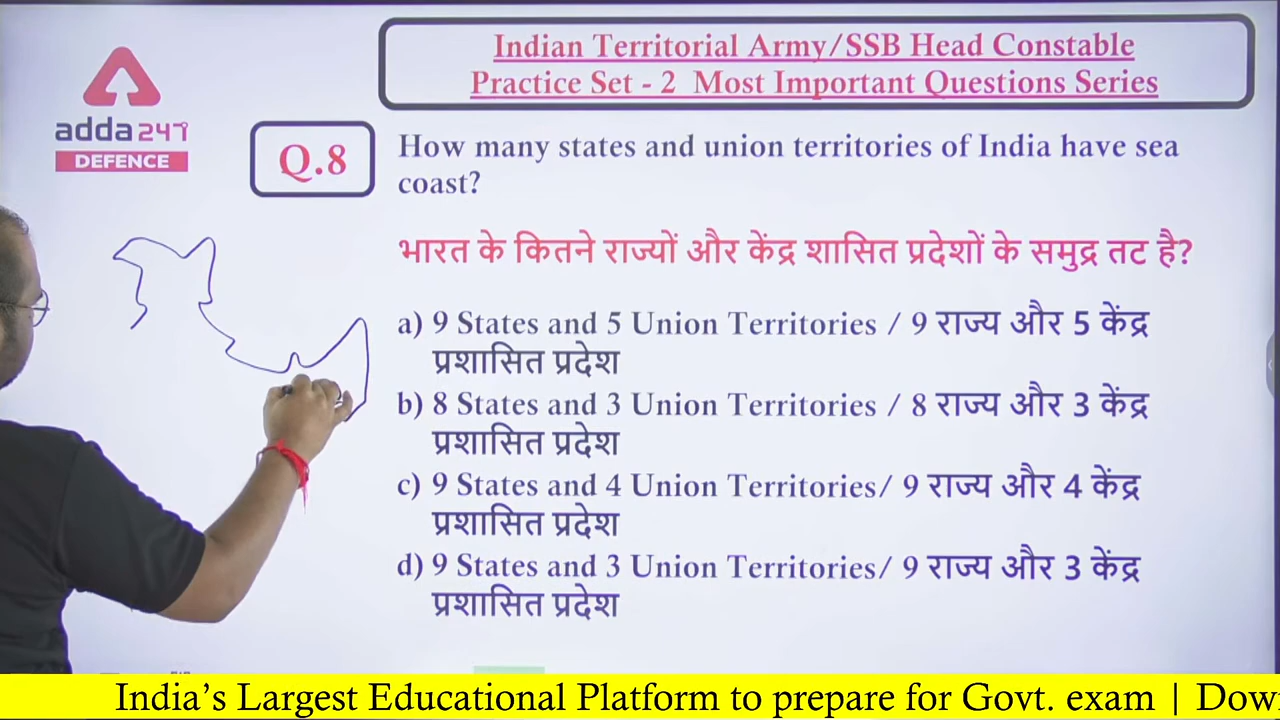 Indian Territorial Army/SSB Head Constable
Practice Set - 2 Most Important Questions Series
adda247
DEFENCE
Q.8
How many states and union territories of India have sea
coast?
भारत के कितने राज्यों और केंद्र शासित प्रदेशों के समुद्र तट है?
a) 9 States and 5 Union Territories / 9 राज्य और 5 केंद्र
प्रशासित प्रदेश
b) 8 States and 3 Union Territories / 8 राज्य और 3 केंद्र
प्रशासित प्रदेश
c) 9 States and 4 Union Territories/ 9 राज्य और 4 केंद्र
प्रशासित प्रदेश
d) 9 States and 3 Union Territories/ 9 राज्य और 3 केंद्र
प्रशासित प्रदेश
India’s Largest Educational Platform to prepare for Govt. exam |